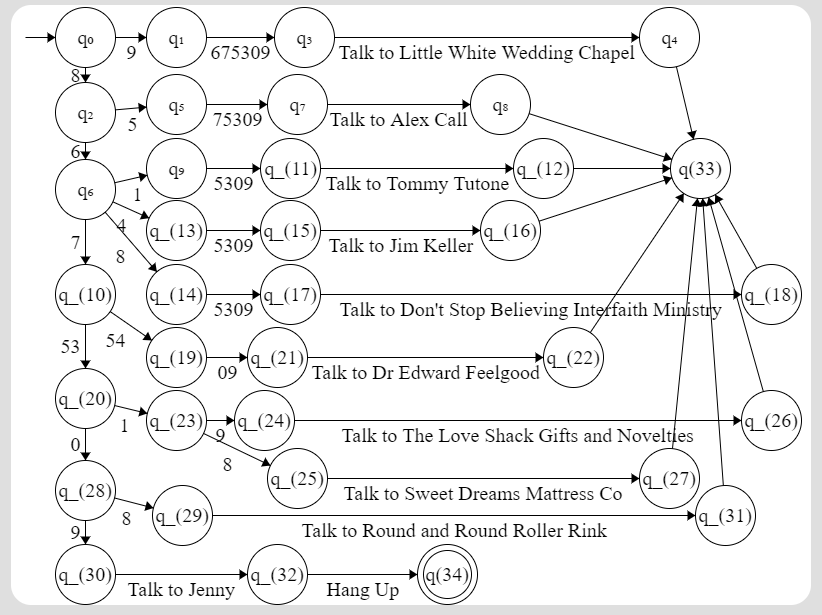 q₀ 9 q₁ 675309 q₃ Talk to Little White Wedding Chapel q₄
8
q₂ 5 q₅ 75309 q₇ Talk to Alex Call q₈
6
q₆ 1 q₉ 5309 q_(11) Talk to Tommy Tutone q_(12) q(33)
4 q_(13) 5309 q_(15) Talk to Jim Keller q_(16)
7 8
q_(10) q_(14) 5309 q_(17) Talk to Don't Stop Believing Interfaith Ministry q_(18)
53 54 q_(19) 09 q_(21) Talk to Dr Edward Feelgood q_(22)
q_(20) 1 q_(23) 9 q_(24) Talk to The Love Shack Gifts and Novelties q_(26)
0 8 q_(25) Talk to Sweet Dreams Mattress Co q_(27)
q_(28) 8 q_(29) Talk to Round and Round Roller Rink q_(31)
9
q_(30) Talk to Jenny q_(32) Hang Up q(34)